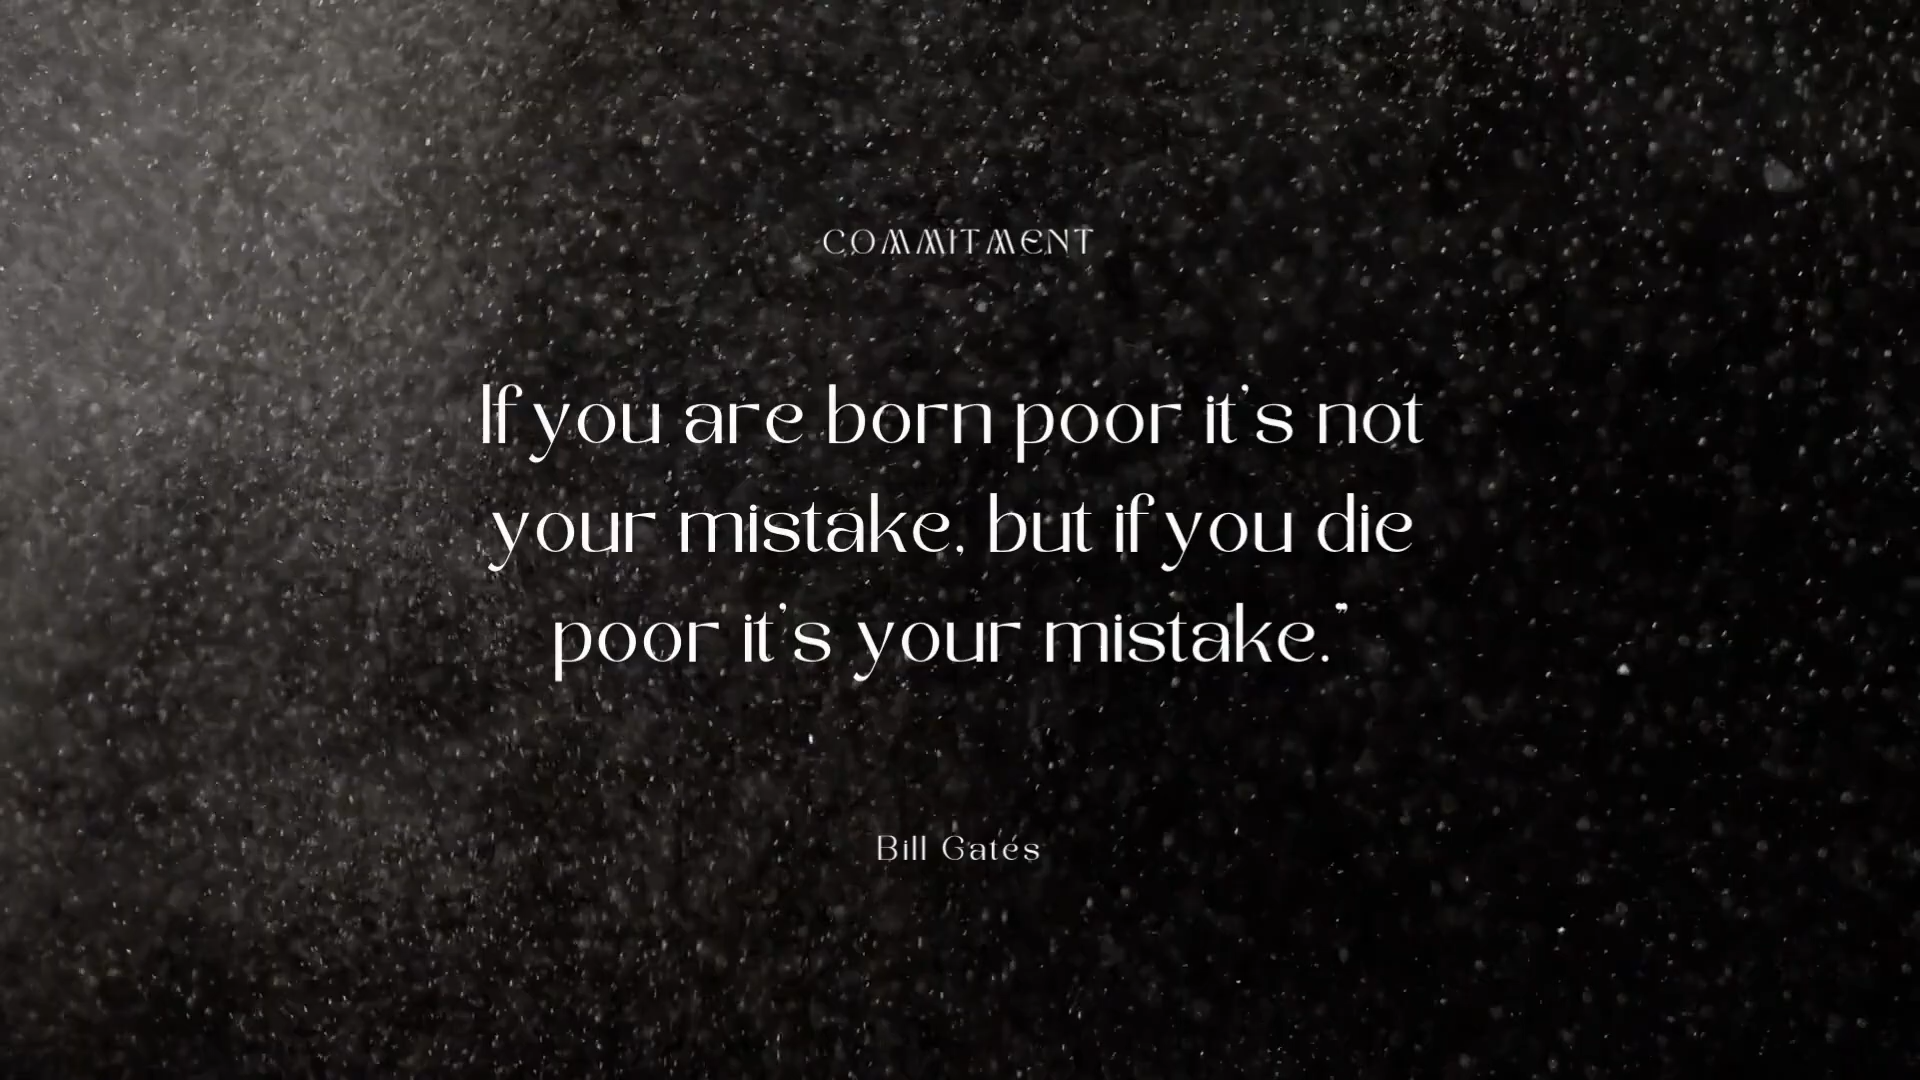 COMMITMENT
If you are born poor it's not
your mistake, but if you die
poor it's your mistake.”
Bill Gates